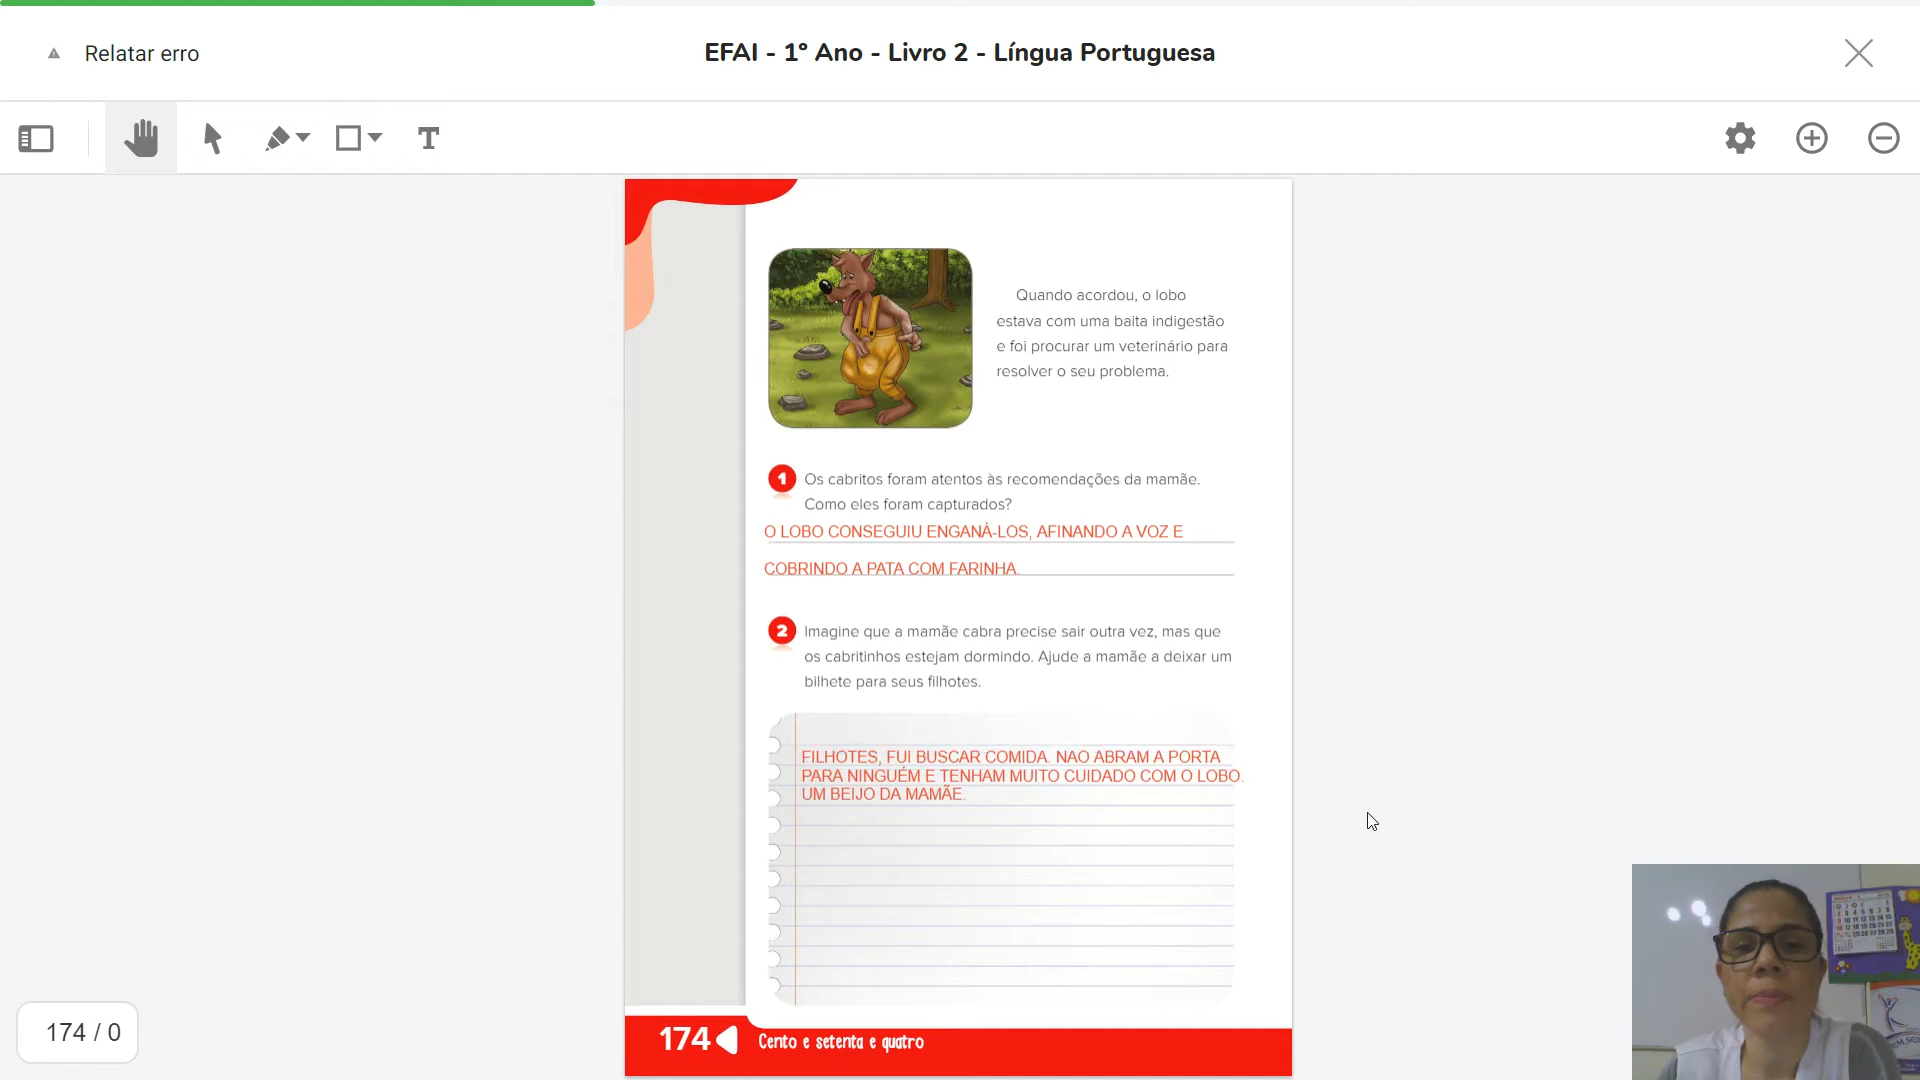 Relatar erro
EFAI - 1º Ano - Livro 2 - Língua Portuguesa
T
Quando acordou, o lobo
estava com uma baita indigestão
e foi procurar um veterinário para
resolver o seu problema.
1 Os cabritos foram atentos às recomendações da mamãe.
Como eles foram capturados?
O LOBO CONSEGUIU ENGANÁ-LOS, AFINANDO A VOZ E
COBRINDO A PATA COM FARINHA.
2 Imagine que a mamãe cabra precise sair outra vez, mas que
os cabritinhos estejam dormindo. Ajude a mamãe a deixar um
bilhete para seus filhotes.
FILHOTES, FUI BUSCAR COMIDA. NAO ABRAM A PORTA
PARA NINGUÉM E TENHAM MUITO CUIDADO COM O LOBO.
UM BEIJO DA MAMÃE.
174 Cento e setenta e quatro
174 / 0